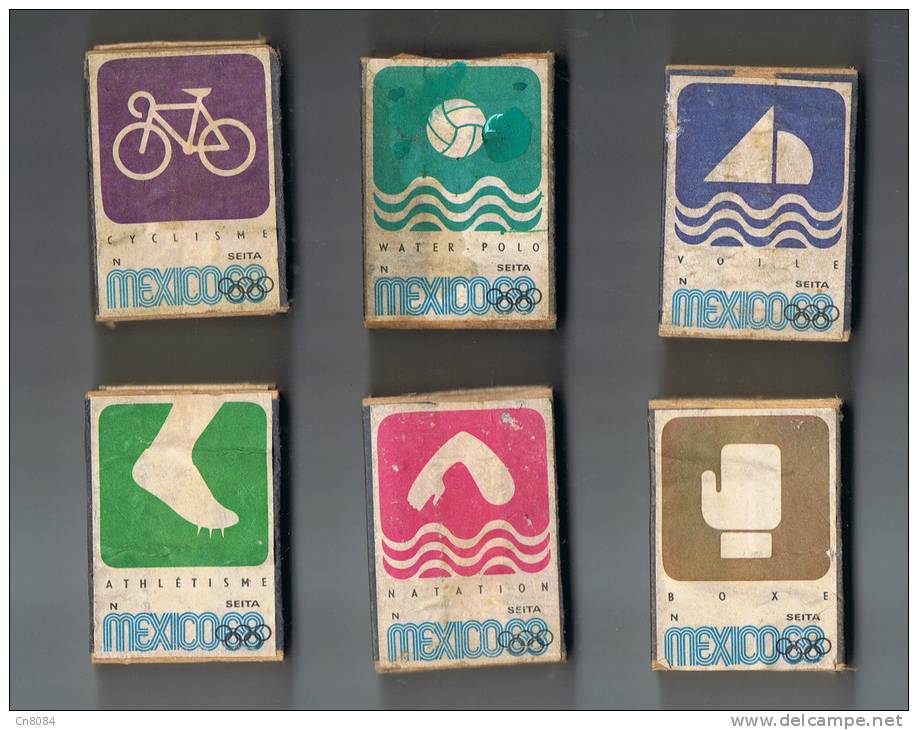 CYCLISME
N SEITA
MEXICO68
WATER-POLO
N SEITA
MEXICO68
VOILE
N SEITA
MEXICO68
ATHLÉTISME
N SEITA
MEXICO68
NATATION
N SEITA
MEXICO68
BOXE
N SEITA
MEXICO68
Cn8084
www.delcampe.net